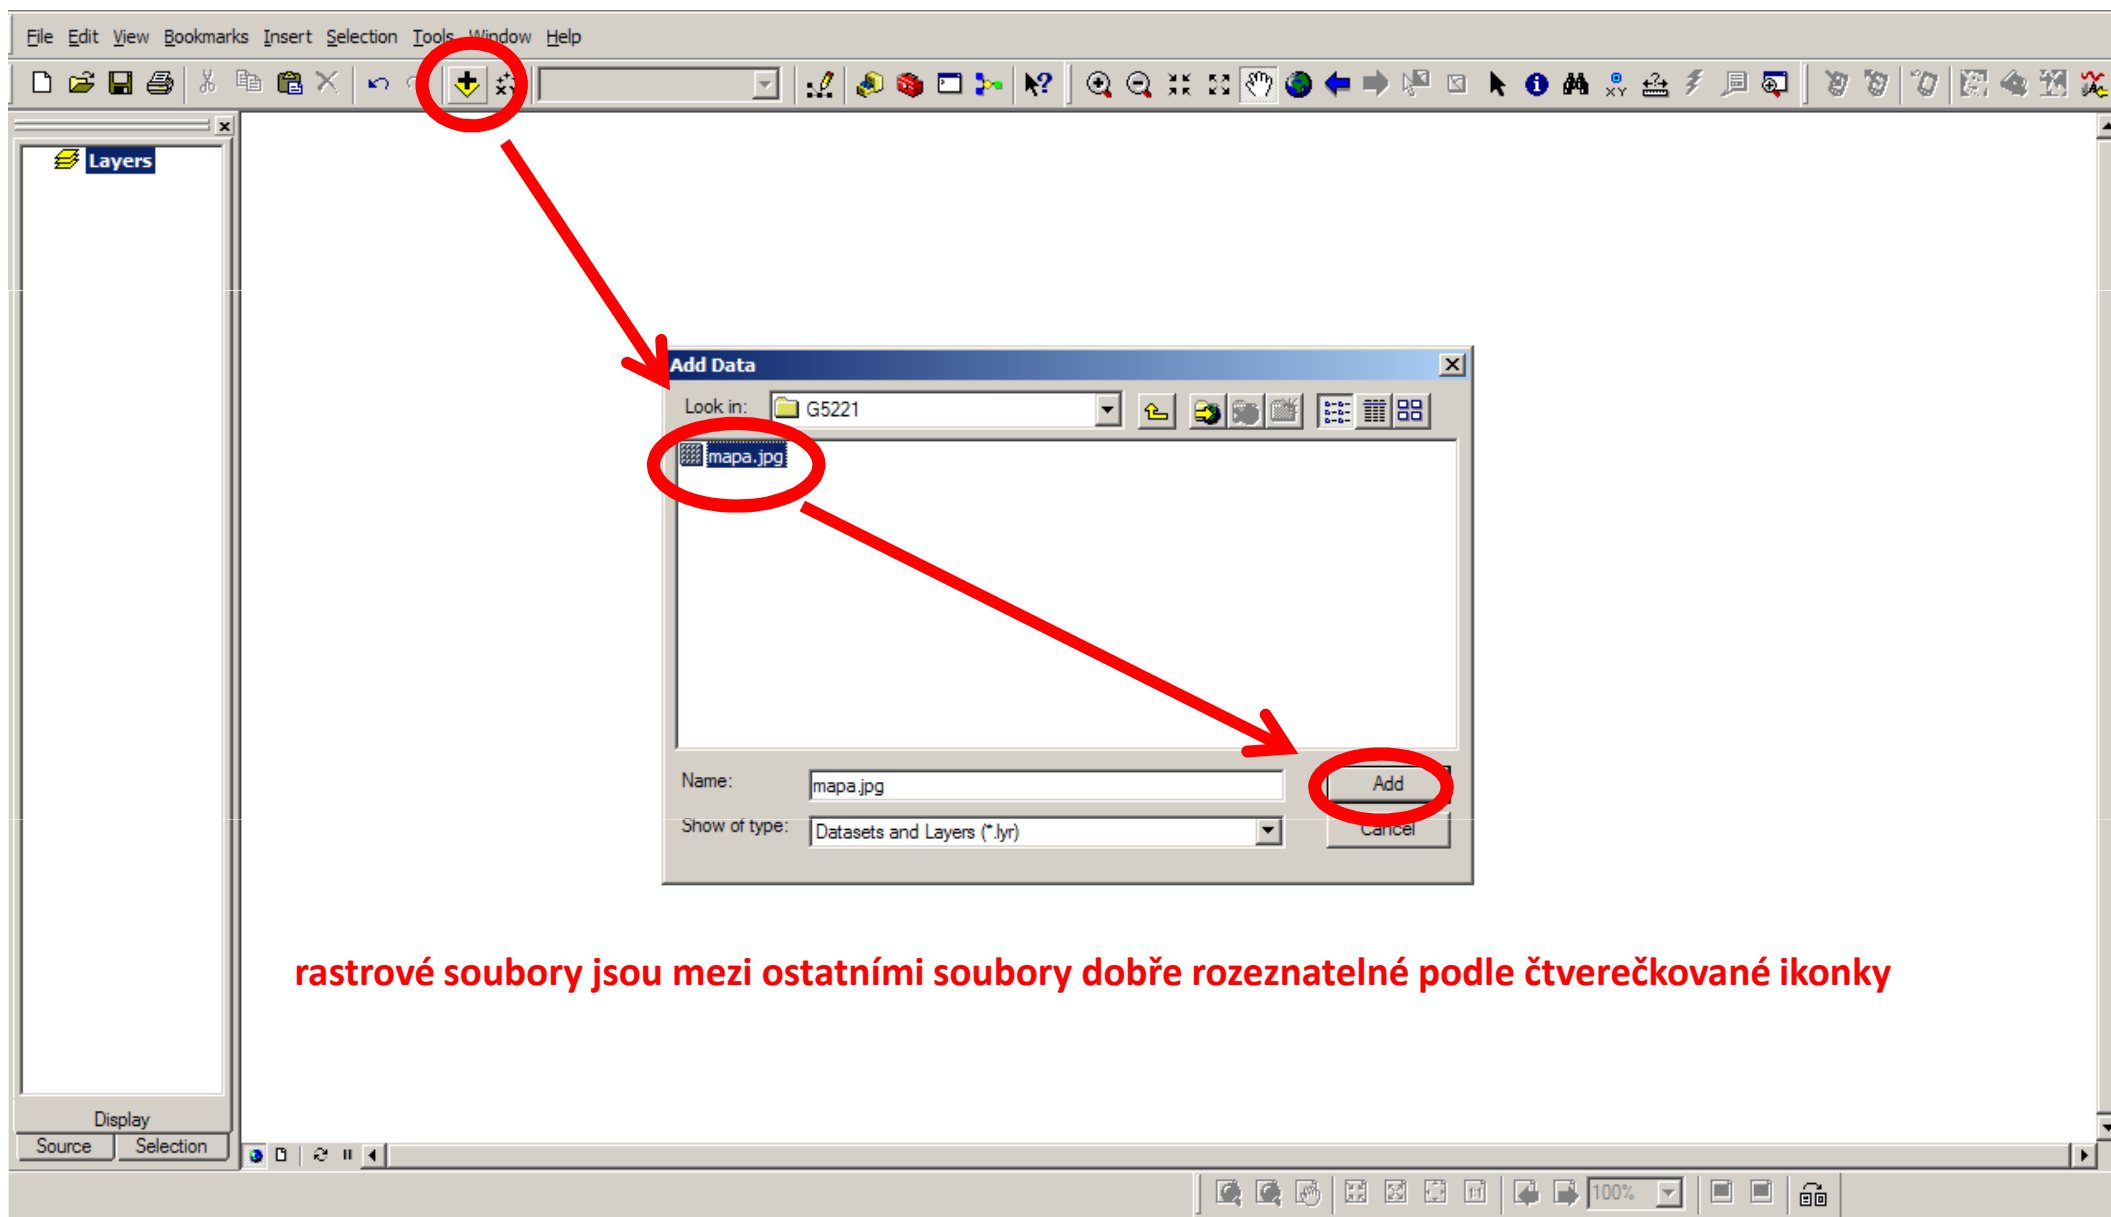 File Edit View Bookmarks Insert Selection Tools Window Help
Layers
Add Data
Look in: G5221
mapa.jpg
Name: mapa.jpg Add
Show of type: Datasets and Layers (*.lyr) Cancel
rastrové soubory jsou mezi ostatními soubory dobře rozeznatelné podle čtverečkované ikonky
Display
Source Selection
100%